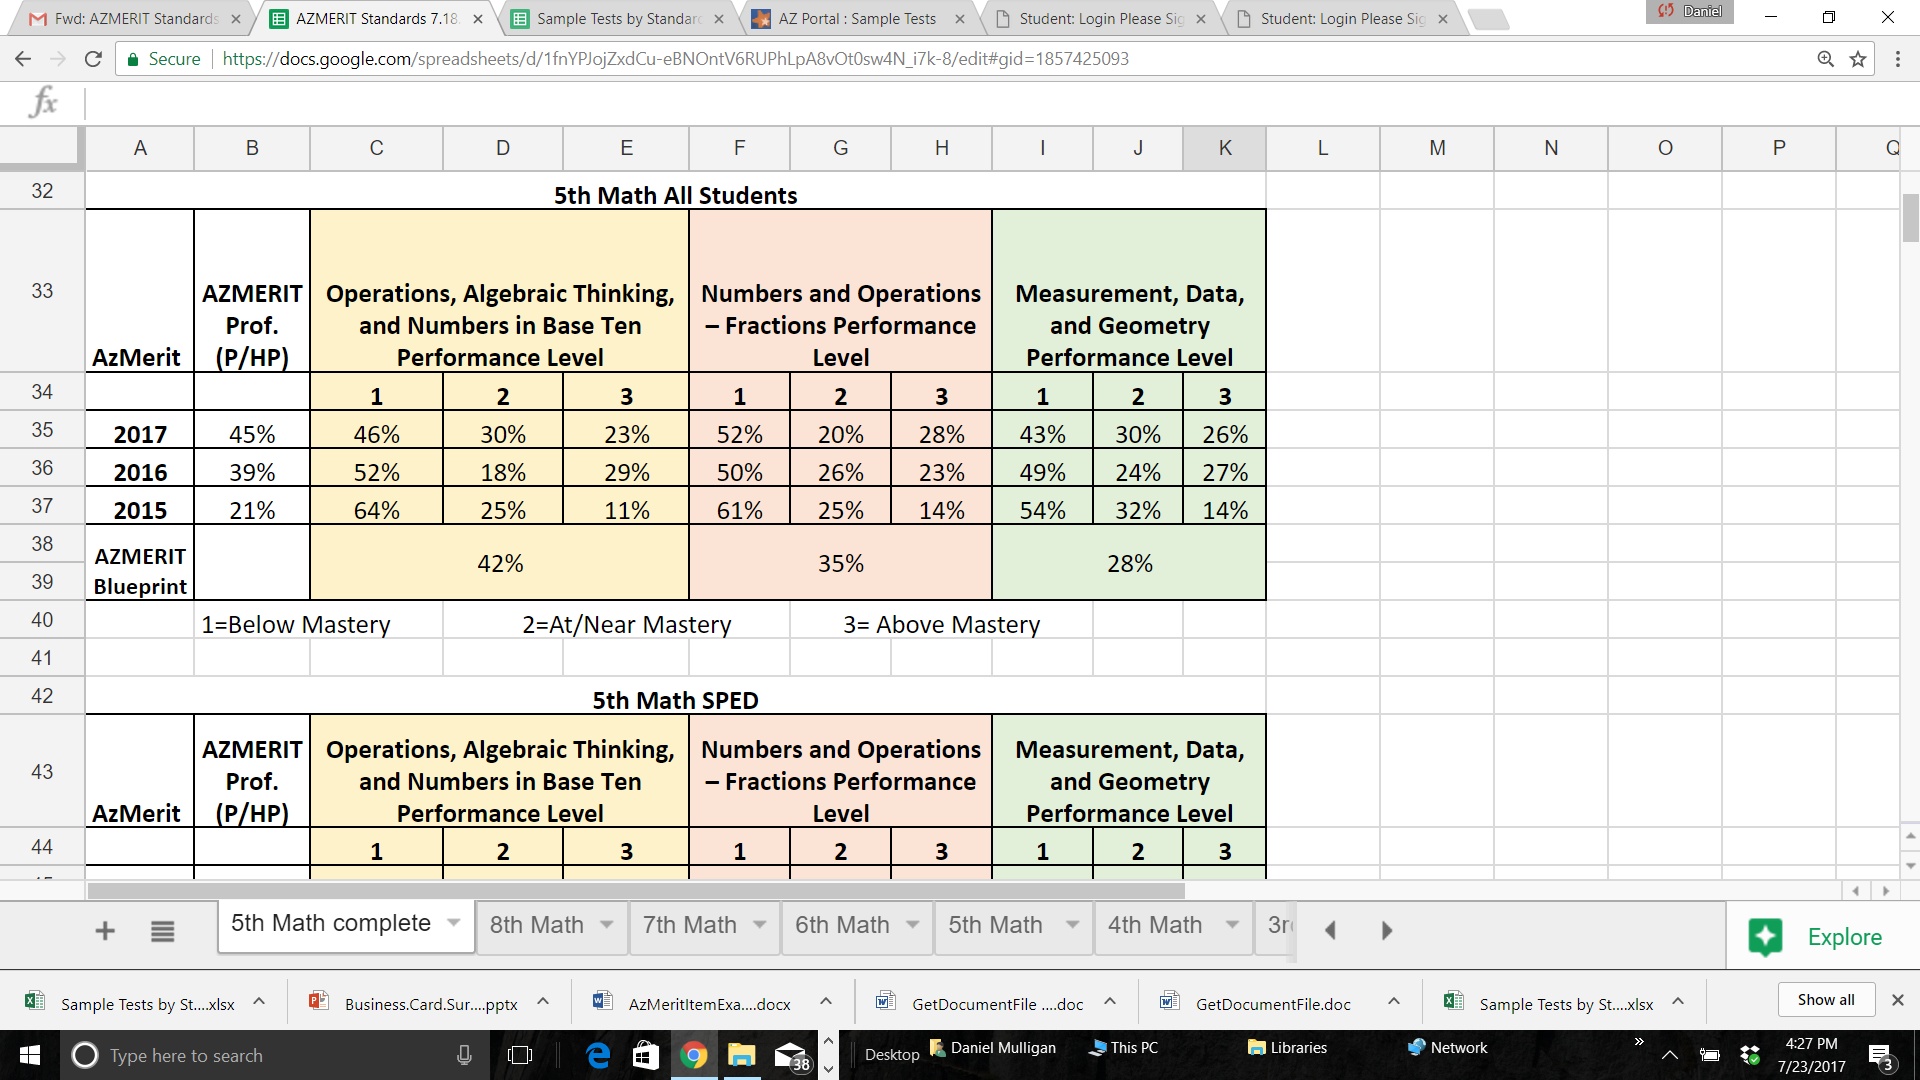 Fwd: AZMERIT Standards
AZMERIT Standards 7.18.
Sample Tests by Standard
AZ Portal : Sample Tests
Student: Login Please Sig
Student: Login Please Sig
Daniel
Secure
https://docs.google.com/spreadsheets/d/1fnYPJojZxdCu-eBNOntV6RUPhLpA8vOt0sw4N_i7k-8/edit#gid=1857425093
fx
A B C D E F G H I J K L M N O P Q
32 5th Math All Students
33 AzMerit
AZMERIT
Prof.
(P/HP)
Operations, Algebraic Thinking,
and Numbers in Base Ten
Performance Level
Numbers and Operations
– Fractions Performance
Level
Measurement, Data,
and Geometry
Performance Level
34 1 2 3 1 2 3 1 2 3
35 2017 45% 46% 30% 23% 52% 20% 28% 43% 30% 26%
36 2016 39% 52% 18% 29% 50% 26% 23% 49% 24% 27%
37 2015 21% 64% 25% 11% 61% 25% 14% 54% 32% 14%
38
39
AZMERIT
Blueprint
42% 35% 28%
40 1=Below Mastery 2=At/Near Mastery 3= Above Mastery
41
42 5th Math SPED
43 AzMerit
AZMERIT
Prof.
(P/HP)
Operations, Algebraic Thinking,
and Numbers in Base Ten
Performance Level
Numbers and Operations
– Fractions Performance
Level
Measurement, Data,
and Geometry
Performance Level
44 1 2 3 1 2 3 1 2 3
5th Math complete 8th Math 7th Math 6th Math 5th Math 4th Math 3r
Explore
Sample Tests by St....xlsx
Business.Card.Sur....pptx
AzMeritItemExa....docx
GetDocumentFile ....doc
GetDocumentFile.doc
Sample Tests by St....xlsx
Show all
Type here to search
38
Desktop
Daniel Mulligan
This PC
Libraries
Network
4:27 PM
7/23/2017
3